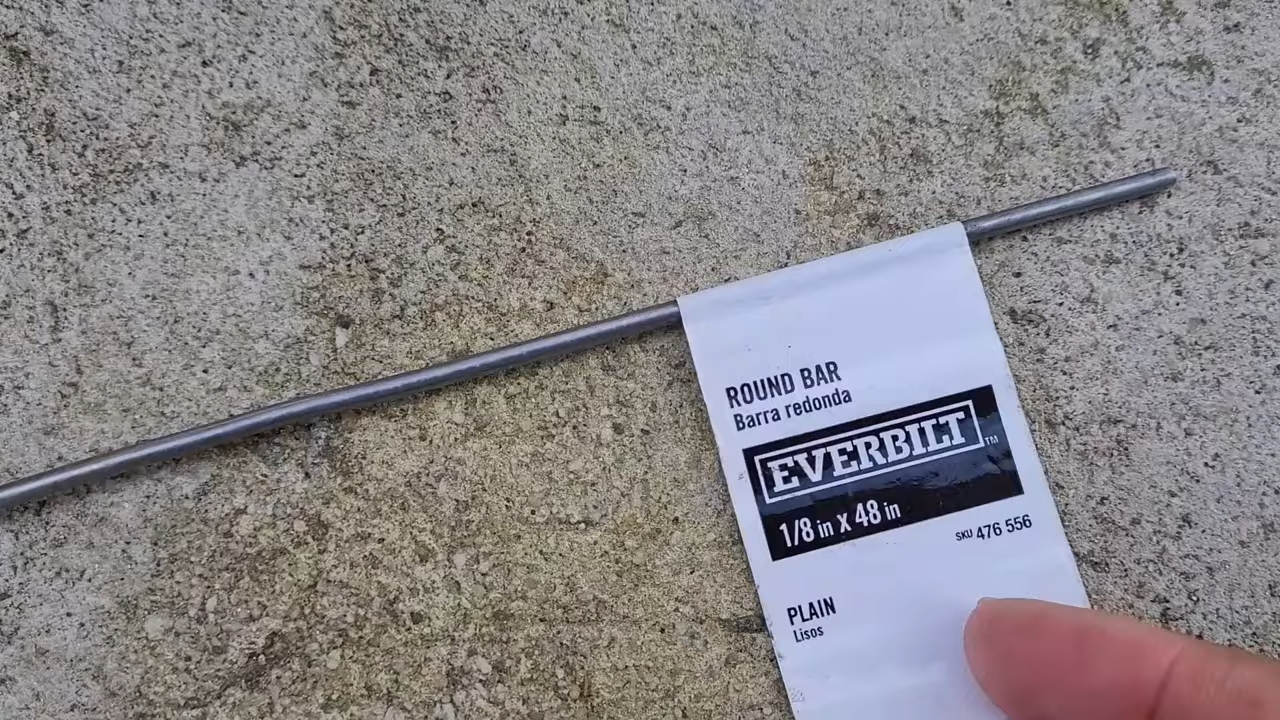 ROUND BAR
Barra redonda
EVERBILT™
1/8 in X 48 in
SKU 476 556
PLAIN
Lisos